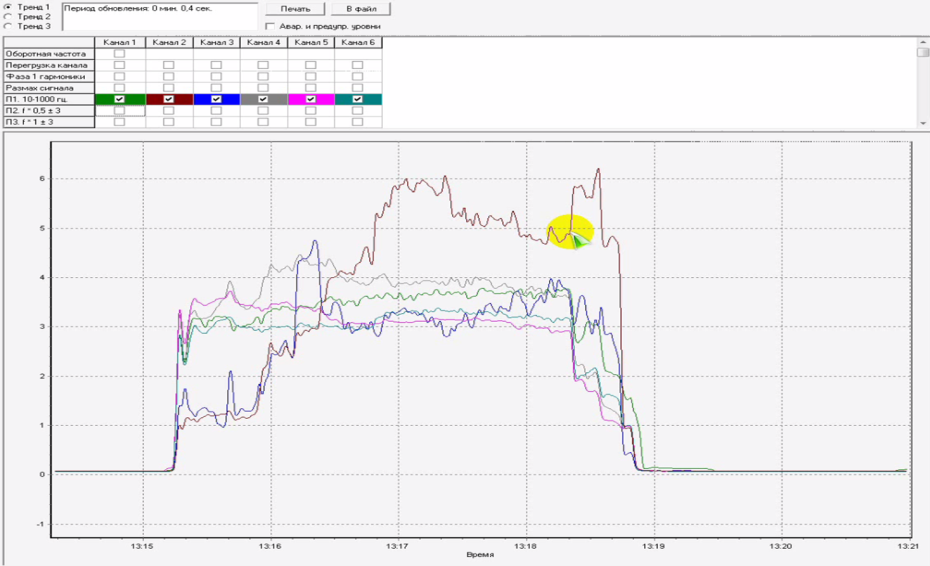 Тренд 1
Тренд 2
Тренд 3
Период обновления: 0 мин. 0,4 сек.
Печать
В файл
Авар. и предупр. уровни
Канал 1 Канал 2 Канал 3 Канал 4 Канал 5 Канал 6
Оборотная частота
Перегрузка канала
Фаза 1 гармоники
Размах сигнала
П1. 10-1000 гц.
П2. f * 0,5 ± 3
П3. f * 1 ± 3
6
5
4
3
2
1
0
-1
13:15 13:16 13:17 13:18 13:19 13:20 13:21
Время